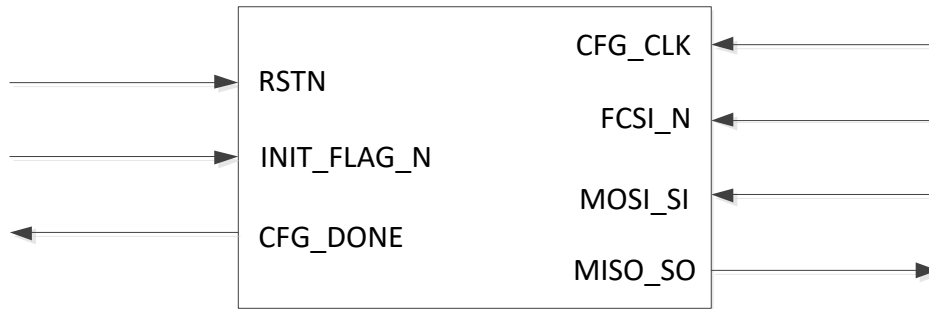 RSTN
INIT_FLAG_N
CFG_DONE
CFG_CLK
FCSI_N
MOSI_SI
MISO_SO